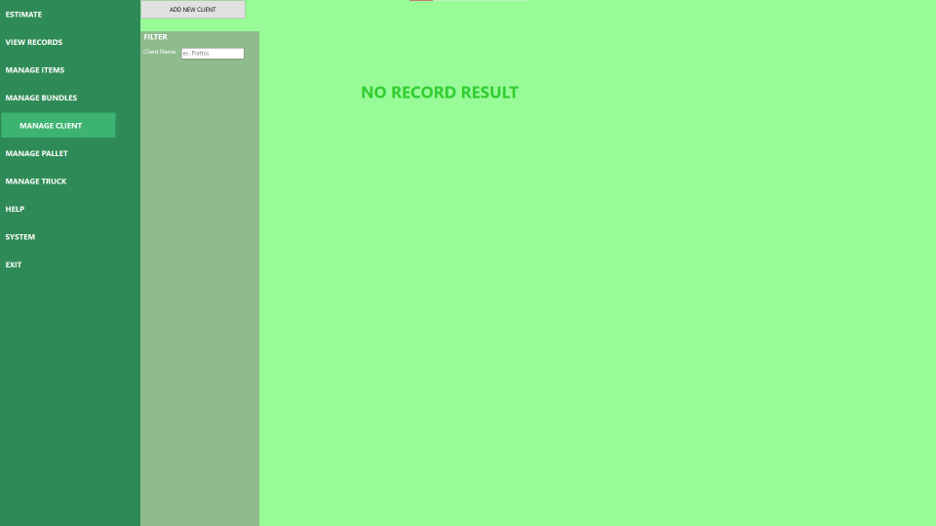 ESTIMATE
VIEW RECORDS
MANAGE ITEMS
MANAGE BUNDLES
MANAGE CLIENT
MANAGE PALLET
MANAGE TRUCK
HELP
SYSTEM
EXIT
ADD NEW CLIENT
FILTER
Client Name ex. Plattos
NO RECORD RESULT